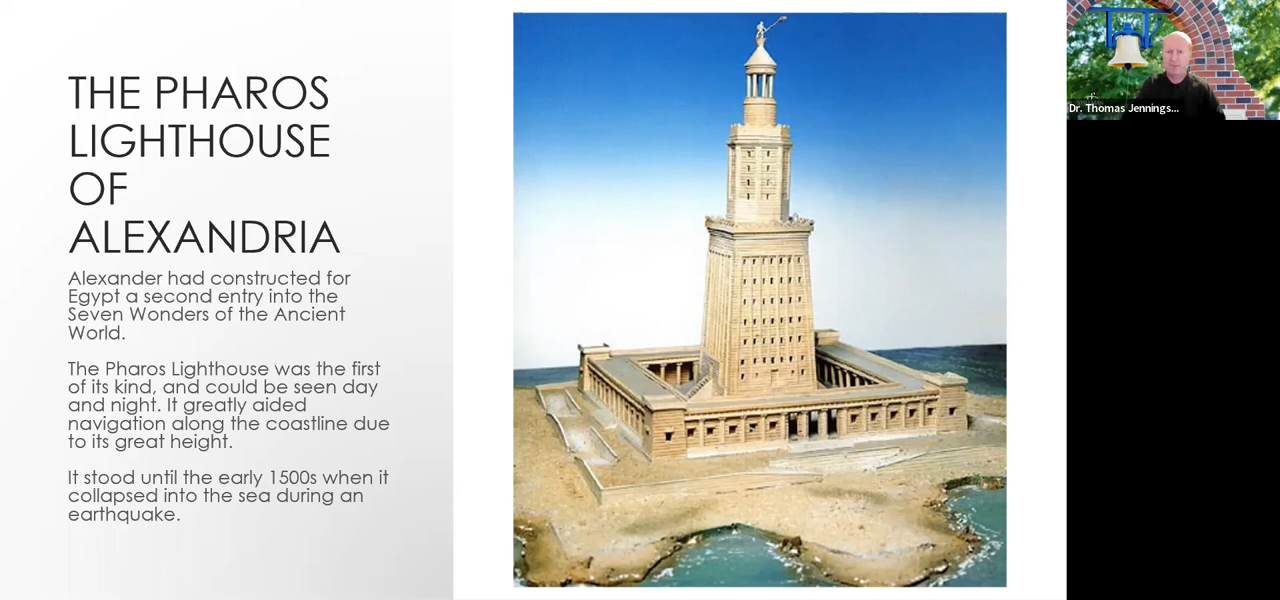 THE PHAROS
LIGHTHOUSE
OF
ALEXANDRIA
Alexander had constructed for
Egypt a second entry into the
Seven Wonders of the Ancient
World.
The Pharos Lighthouse was the first
of its kind, and could be seen day
and night. It greatly aided
navigation along the coastline due
to its great height.
It stood until the early 1500s when it
collapsed into the sea during an
earthquake.
Dr. Thomas Jennings...